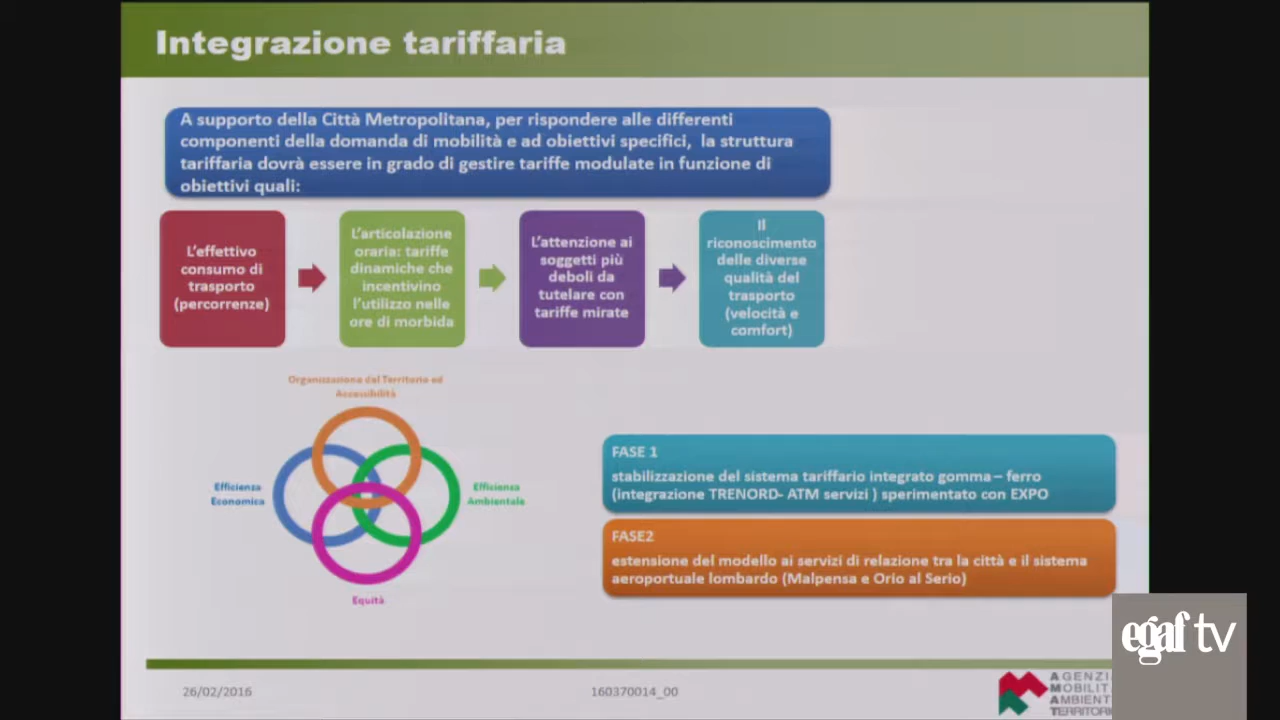 Integrazione tariffaria
A supporto della Città Metropolitana, per rispondere alle differenti
componenti della domanda di mobilità e ad obiettivi specifici, la struttura
tariffaria dovrà essere in grado di gestire tariffe modulate in funzione di
obiettivi quali:
L'effettivo
consumo di
trasporto
(percorrenze)
L'articolazione
oraria: tariffe
dinamiche che
incentivino
l'utilizzo nelle
ore di morbida
L'attenzione ai
soggetti più
deboli da
tutelare con
tariffe mirate
Il
riconoscimento
delle diverse
qualità del
trasporto
(velocità e
comfort)
Organizzazione del Territorio ed
Accessibilità
Efficienza
Economica
Efficienza
Ambientale
Equità
FASE 1
stabilizzazione del sistema tariffario integrato gomma – ferro
(integrazione TRENORD- ATM servizi ) sperimentato con EXPO
FASE2
estensione del modello ai servizi di relazione tra la città e il sistema
aeroportuale lombardo (Malpensa e Orio al Serio)
egaf tv
26/02/2016
160370014_00
AGENZI
MOBILIT
AMBIENT
TERRITORI